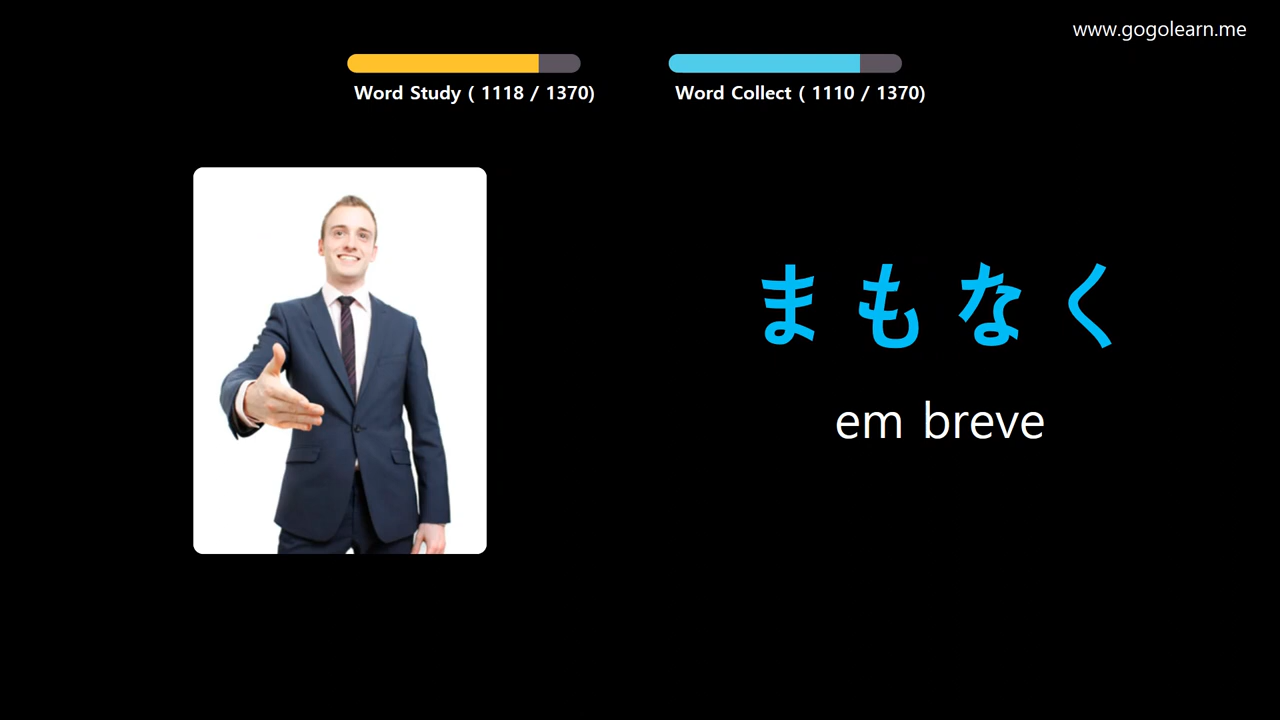 www.gogolearn.me
Word Study ( 1118 / 1370)
Word Collect ( 1110 / 1370)
まもなく
em breve